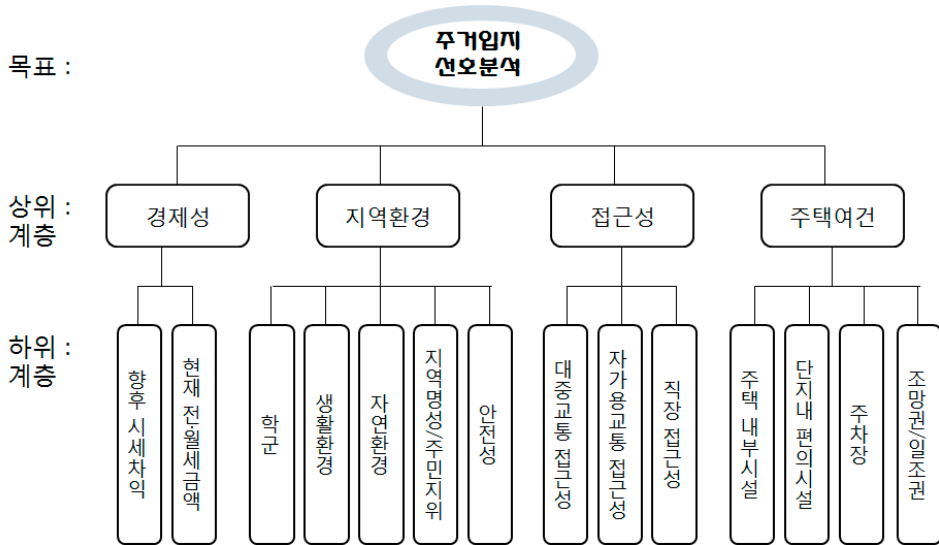 주거입지
선호분석
목표 :
상위 :
계층
경제성
지역환경
접근성
주택여건
하위 :
계층
향후 시세차익
현재 전·월세금액
학군
생활환경
자연환경
지역명성/주민지위
안전성
대중교통 접근성
자가용교통 접근성
직장 접근성
주택 내부시설
단지내 편의시설
주차장
조망권/일조권